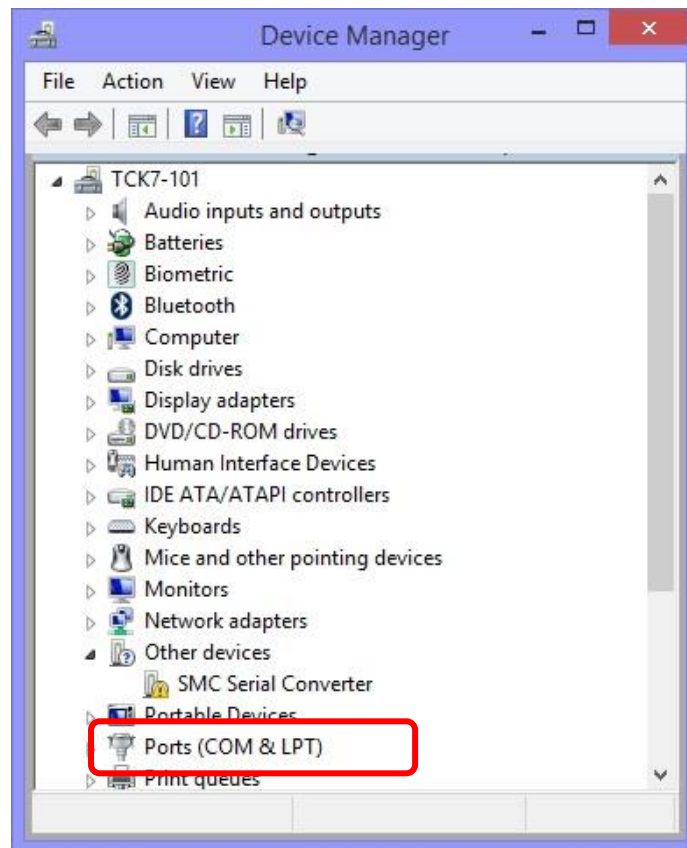 Device Manager
File Action View Help
TCK7-101
Audio inputs and outputs
Batteries
Biometric
Bluetooth
Computer
Disk drives
Display adapters
DVD/CD-ROM drives
Human Interface Devices
IDE ATA/ATAPI controllers
Keyboards
Mice and other pointing devices
Monitors
Network adapters
Other devices
SMC Serial Converter
Portable Devices
Ports (COM & LPT)
Print queues